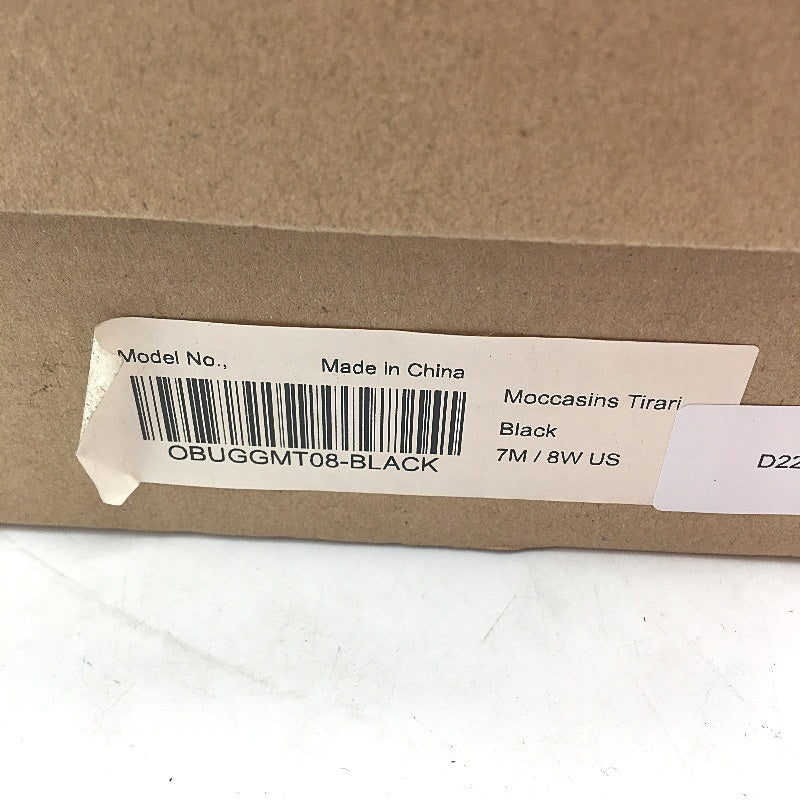 Model No.,
Made In China
OBUGGMT08-BLACK
Moccasins Tirari
Black
7M / 8W US
D22